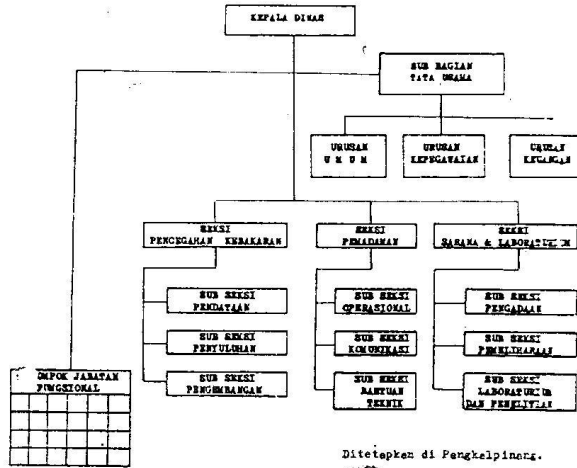 KEPALA DINAS
SUB BAGIAN
TATA USAHA
URUSAN
U M U M
URUSAN
KEPEGAWAIAN
URUSAN
KEUANGAN
SEKSI
PENCEGAHAN KEBAKARAN
SEKSI
PEMADAMAN
SEKSI
SARANA & LABORATORIUM
SUB SEKSI
PENDATAAN
SUB SEKSI
OPERASIONAL
SUB SEKSI
PENGADAAN
SUB SEKSI
PENYULUHAN
SUB SEKSI
KOMUNIKASI
SUB SEKSI
PEMELIHARAAN
SUB SEKSI
PENGEMBANGAN
SUB SEKSI
BANTUAN
TEKNIK
SUB SEKSI
LABORATORIUM
DAN PENELITIAN
OMPOK JABATAN
FUNGSIONAL
Ditetapkan di Pangkalpinang.